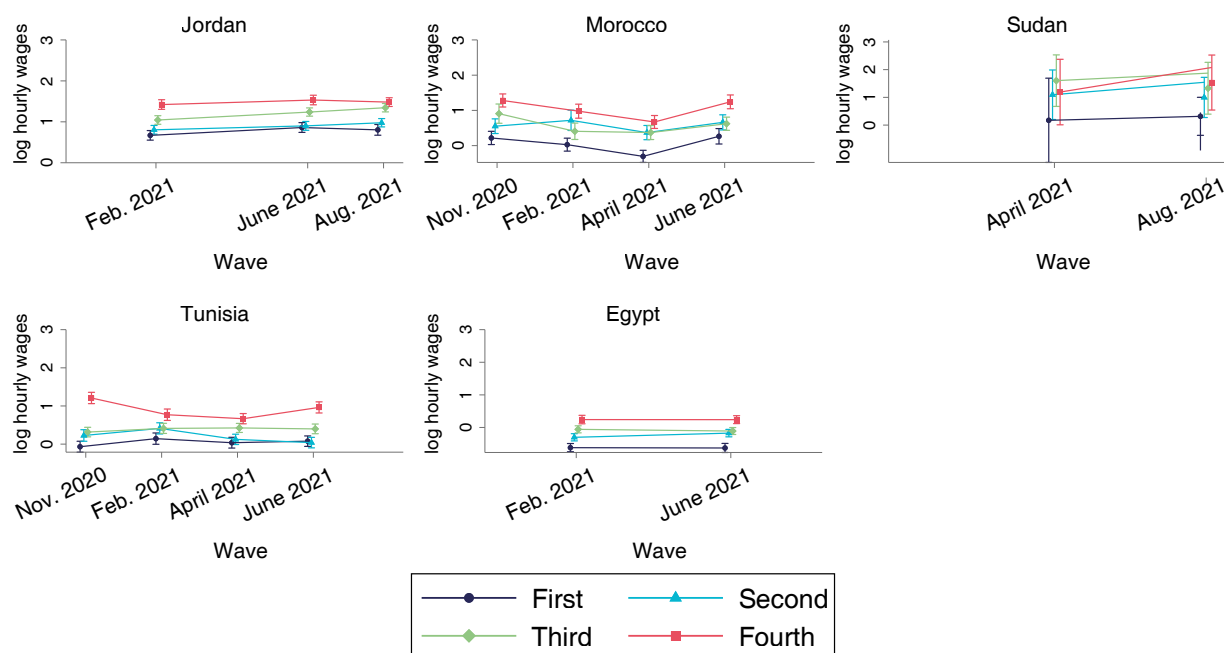 Jordan
log hourly wages
3
2
1
0
Feb. 2021
June 2021
Aug. 2021
Wave
Morocco
log hourly wages
3
2
1
0
Nov. 2020
Feb. 2021
April 2021
June 2021
Wave
Sudan
log hourly wages
3
2
1
0
April 2021
Aug. 2021
Wave
Tunisia
log hourly wages
3
2
1
0
Nov. 2020
Feb. 2021
April 2021
June 2021
Wave
Egypt
log hourly wages
3
2
1
0
Feb. 2021
June 2021
Wave
First
Second
Third
Fourth